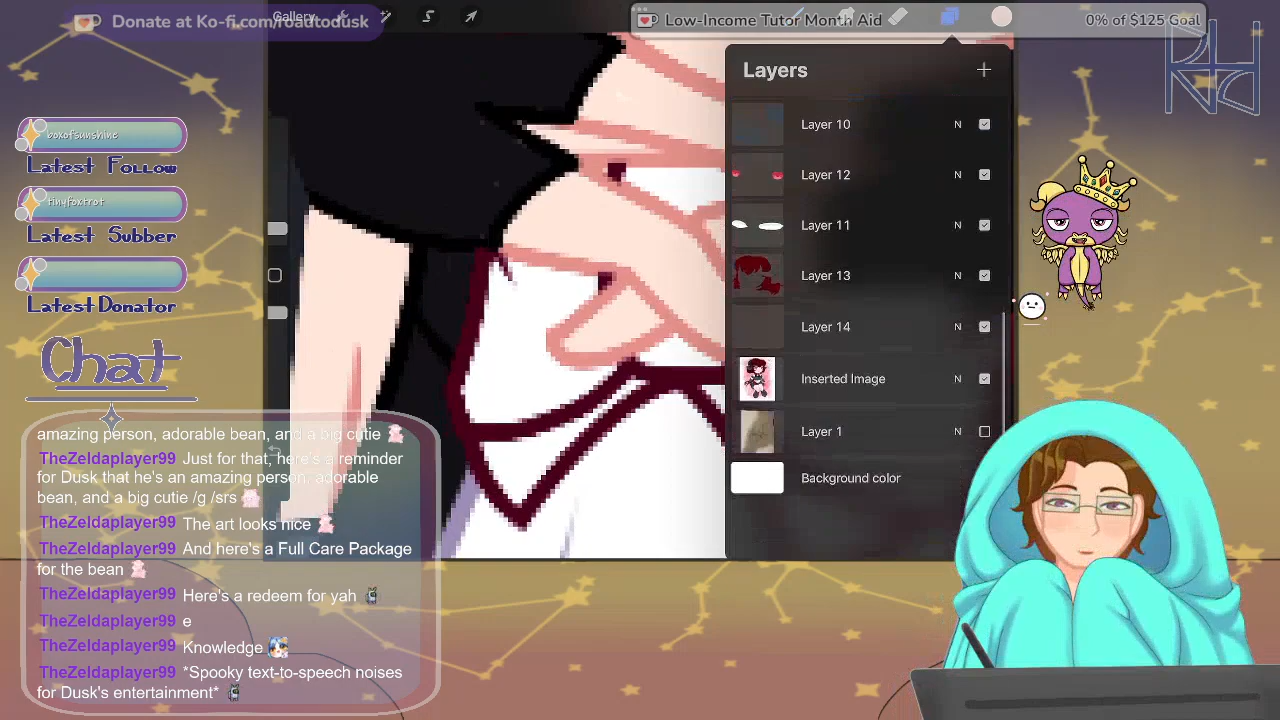 Donate at Ko-fi.com/roadtodusk
Gallery
Low-Income Tutor Month Aid
0% of $125 Goal
Layers
Layer 10 N
Layer 12 N
Layer 11 N
Layer 13 N
Layer 14 N
Inserted Image N
Layer 1 N
Background color
boxofsunshine
Latest Follow
tinyfoxtrot
Latest Subber
Latest Donator
Chat
amazing person, adorable bean, and a big cutie
TheZeldaplayer99 Just for that, here's a reminder
for Dusk that he's an amazing person, adorable
bean, and a big cutie /g /srs
TheZeldaplayer99 The art looks nice
TheZeldaplayer99 And here's a Full Care Package
for the bean
TheZeldaplayer99 Here's a redeem for yah
TheZeldaplayer99 e
TheZeldaplayer99 Knowledge
TheZeldaplayer99 *Spooky text-to-speech noises
for Dusk's entertainment*